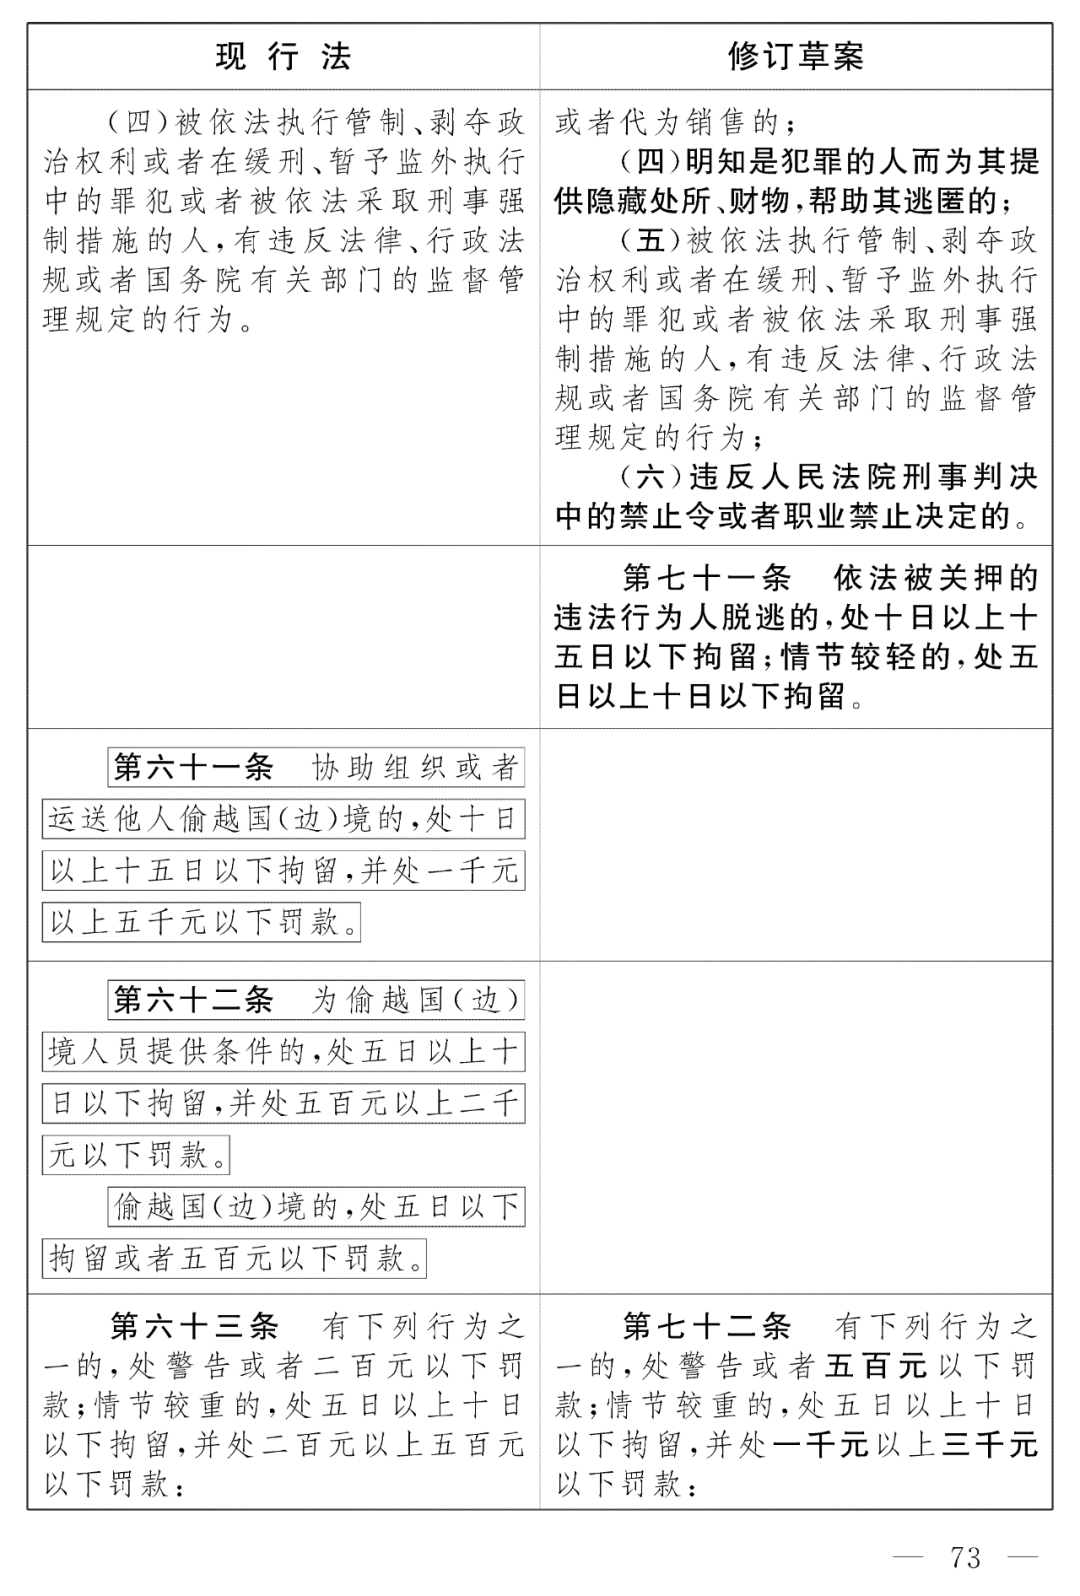 现行法
（四）被依法执行管制、剥夺政
治权利或者在缓刑、暂予监外执行
中的罪犯或者被依法采取刑事强
制措施的人，有违反法律、行政法
规或者国务院有关部门的监督管
理规定的行为。
修订草案
或者代为销售的；
（四）明知是犯罪的人而为其提
供隐藏处所、财物，帮助其逃匿的；
（五）被依法执行管制、剥夺政
治权利或者在缓刑、暂予监外执行
中的罪犯或者被依法采取刑事强
制措施的人，有违反法律、行政法
规或者国务院有关部门的监督管
理规定的行为；
（六）违反人民法院刑事判决
中的禁止令或者职业禁止决定的。
第七十一条　依法被关押的
违法行为人脱逃的，处十日以上十
五日以下拘留；情节较轻的，处五
日以上十日以下拘留。
第六十一条　协助组织或者
运送他人偷越国（边）境的，处十日
以上十五日以下拘留，并处一千元
以上五千元以下罚款。
第六十二条　为偷越国（边）
境人员提供条件的，处五日以上十
日以下拘留，并处五百元以上二千
元以下罚款。
偷越国（边）境的，处五日以下
拘留或者五百元以下罚款。
第六十三条　有下列行为之
一的，处警告或者二百元以下罚
款；情节较重的，处五日以上十日
以下拘留，并处二百元以上五百元
以下罚款：
第七十二条　有下列行为之
一的，处警告或者五百元以下罚
款；情节较重的，处五日以上十日
以下拘留，并处一千元以上三千元
以下罚款：
— 73 —